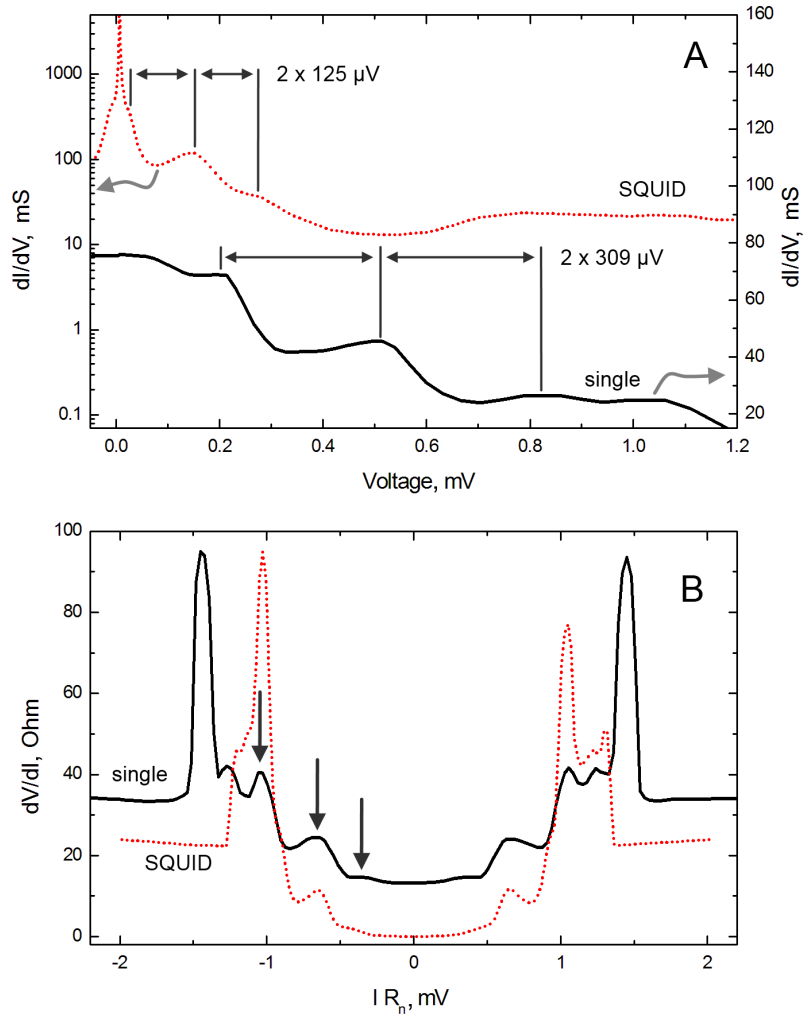 A
160
1000
140
2 x 125 µV
120
100
100
SQUID
10
80
2 x 309 µV
1
60
40
single
0.1
20
dI/dV, mS
dI/dV, mS
0.0 0.2 0.4 0.6 0.8 1.0 1.2
Voltage, mV
100
B
80
60
single
40
SQUID
20
0
dV/dI, Ohm
-2 -1 0 1 2
I Rn, mV